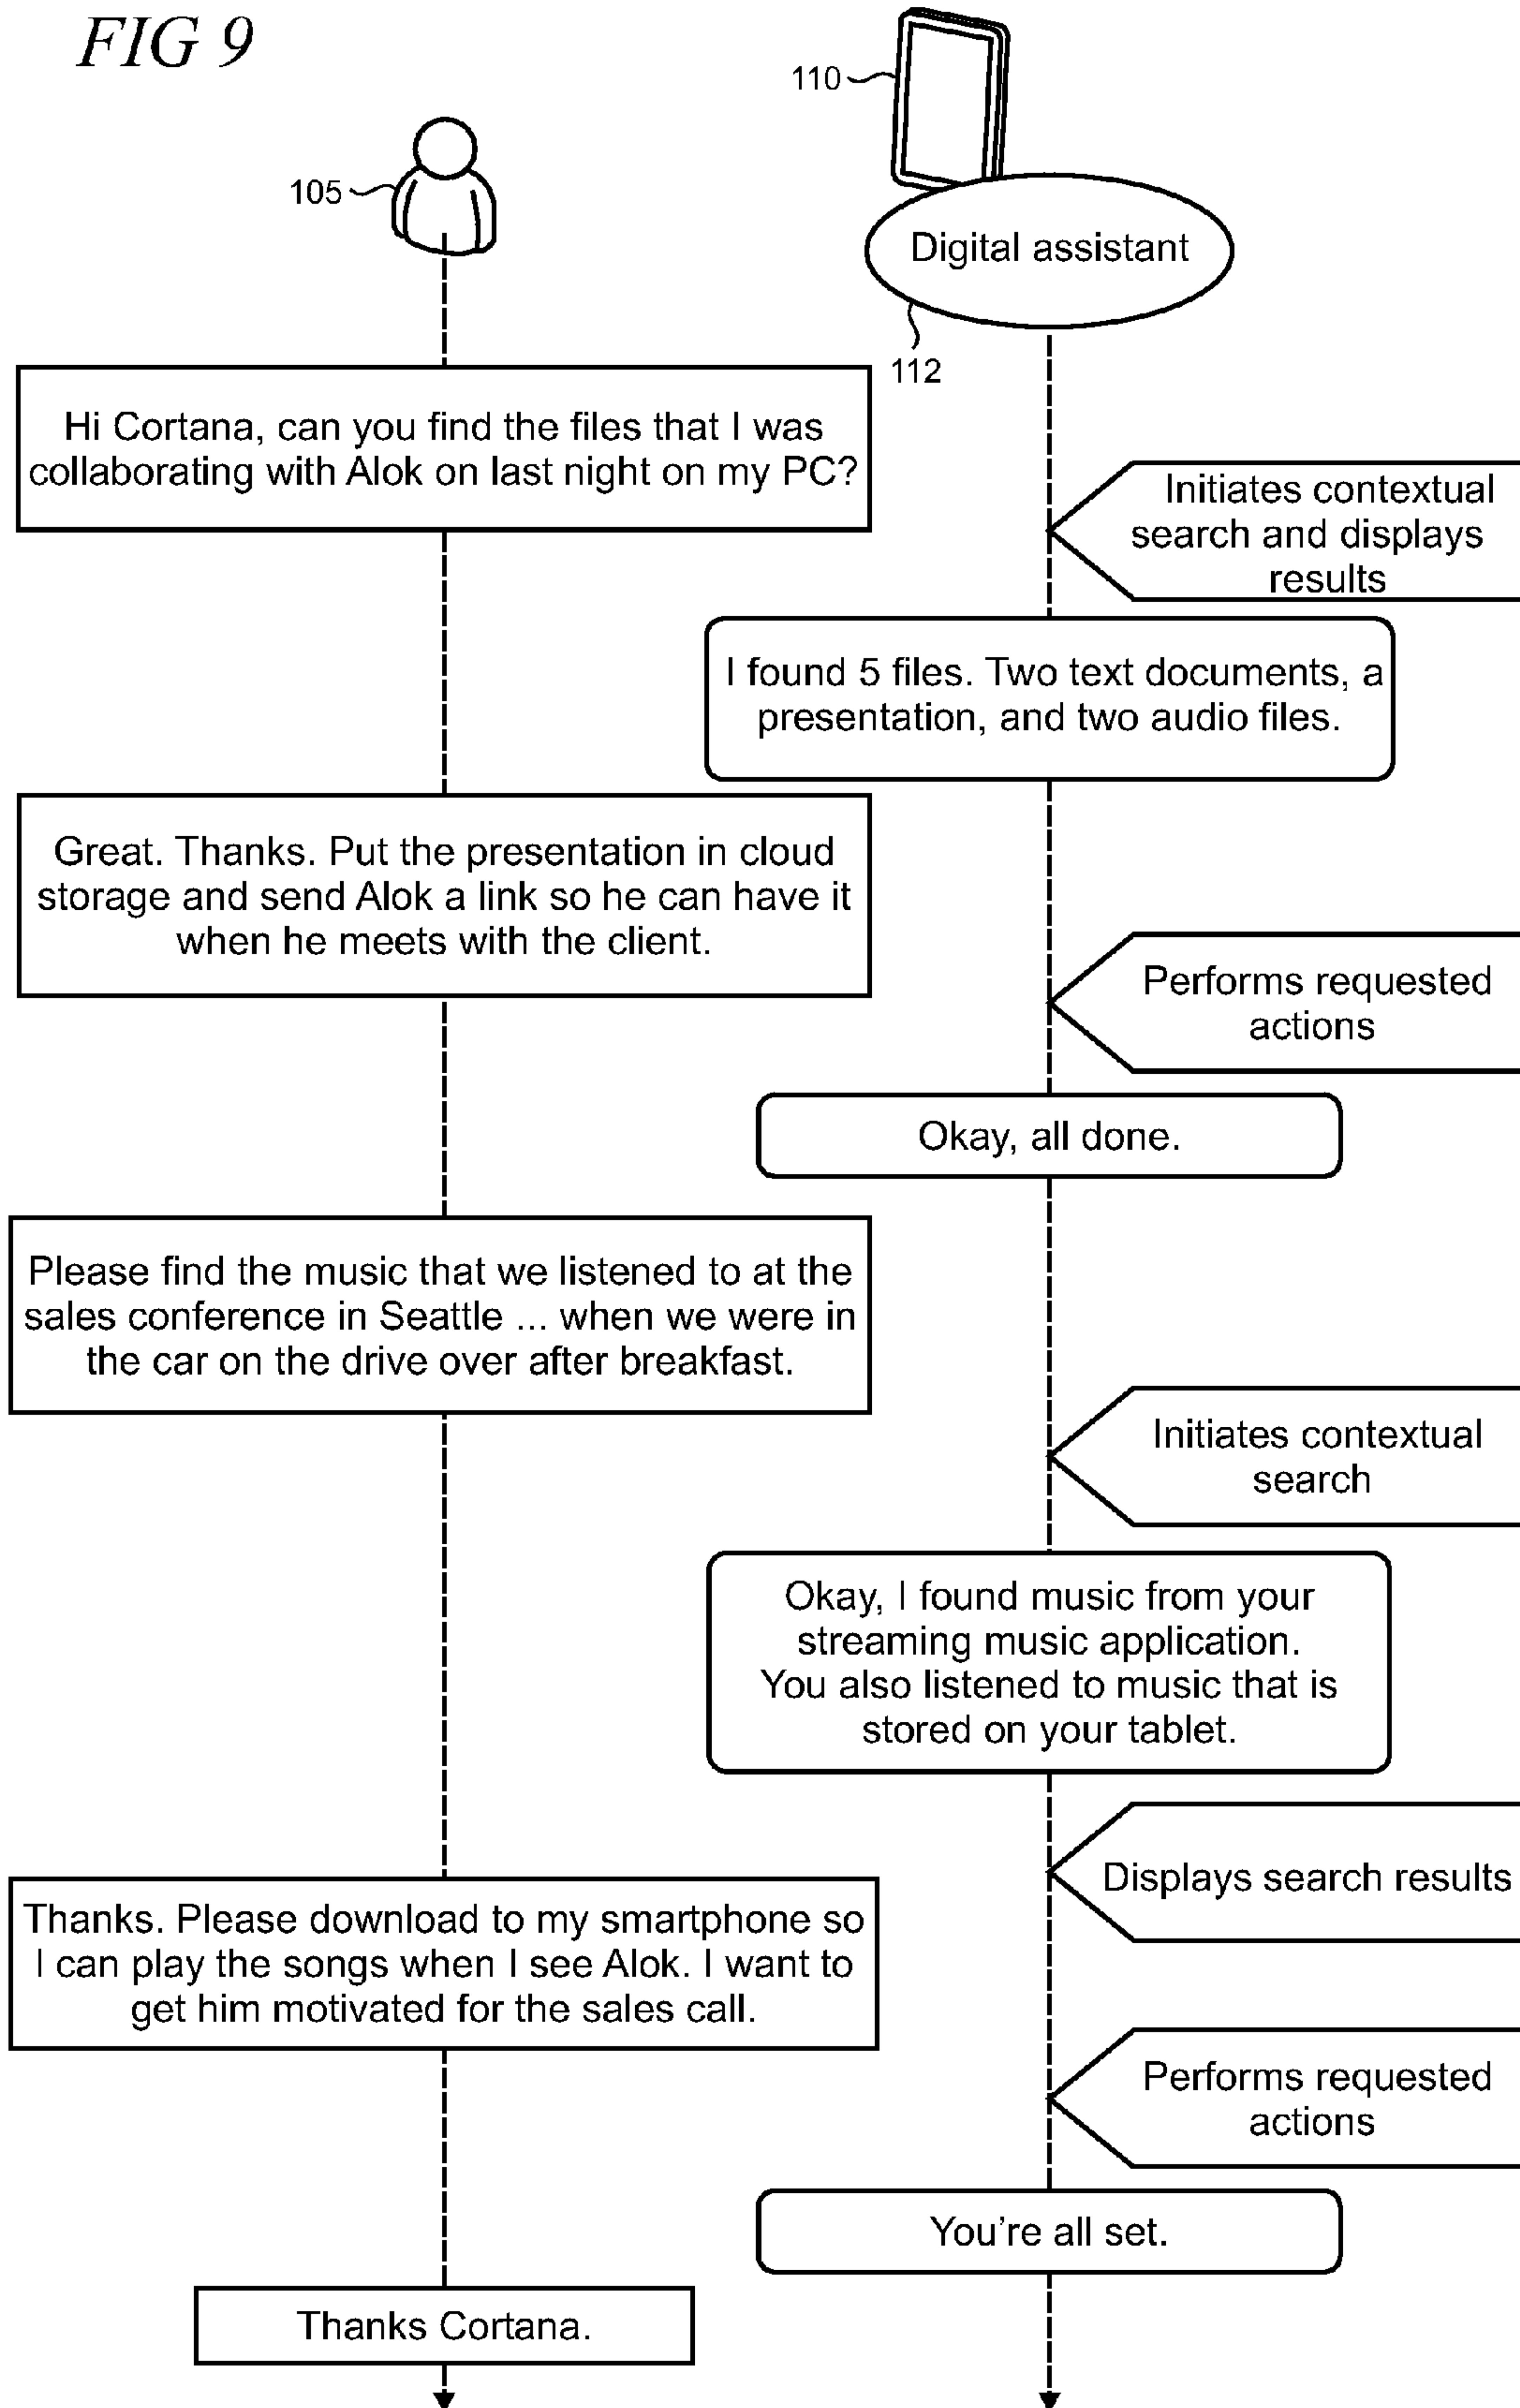 FIG 9
110
105
Digital assistant
112
Hi Cortana, can you find the files that I was
collaborating with Alok on last night on my PC?
Initiates contextual
search and displays
results
I found 5 files. Two text documents, a
presentation, and two audio files.
Great. Thanks. Put the presentation in cloud
storage and send Alok a link so he can have it
when he meets with the client.
Performs requested
actions
Okay, all done.
Please find the music that we listened to at the
sales conference in Seattle ... when we were in
the car on the drive over after breakfast.
Initiates contextual
search
Okay, I found music from your
streaming music application.
You also listened to music that is
stored on your tablet.
Displays search results
Thanks. Please download to my smartphone so
I can play the songs when I see Alok. I want to
get him motivated for the sales call.
Performs requested
actions
You're all set.
Thanks Cortana.